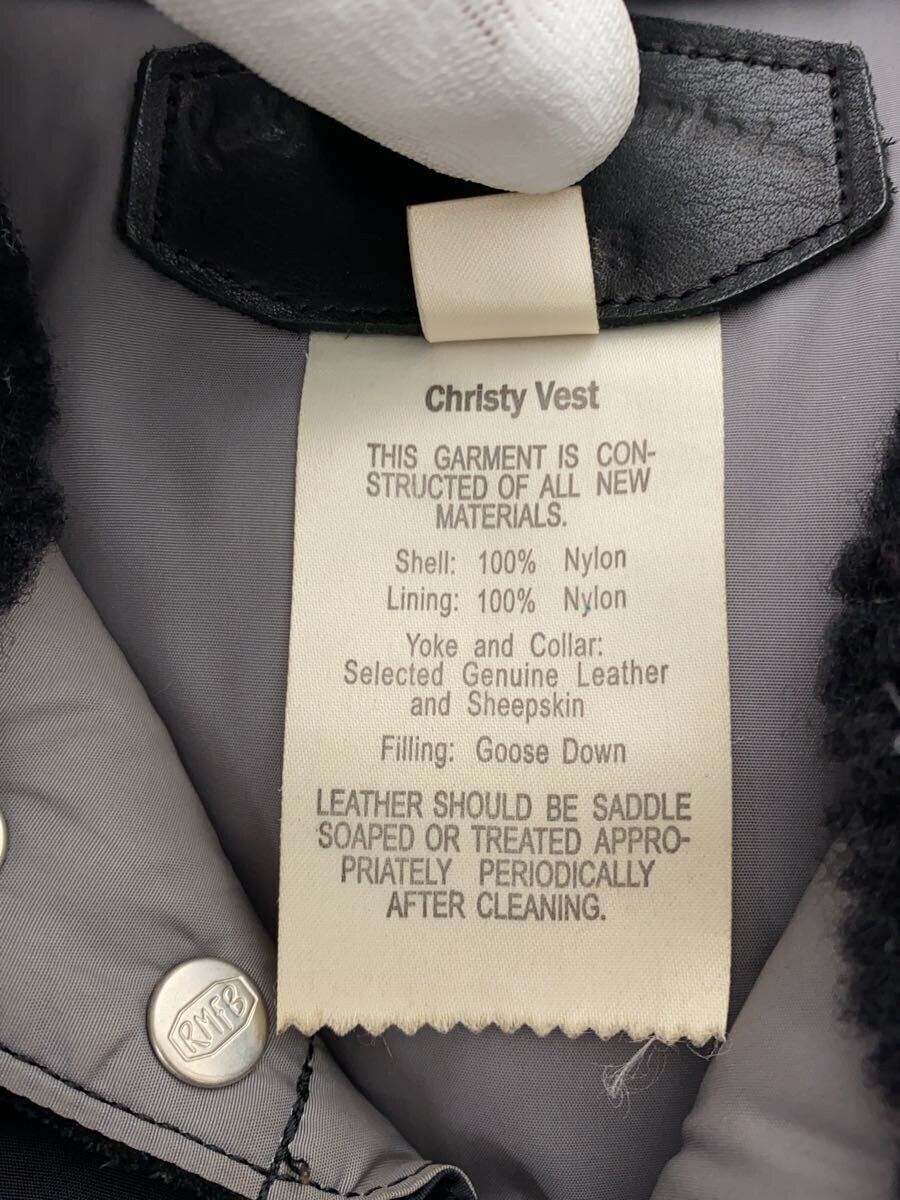 Christy Vest
THIS GARMENT IS CON-
STRUCTED OF ALL NEW
MATERIALS.
Shell: 100% Nylon
Lining: 100% Nylon
Yoke and Collar:
Selected Genuine Leather
and Sheepskin
Filling: Goose Down
LEATHER SHOULD BE SADDLE
SOAPED OR TREATED APPRO-
PRIATELY PERIODICALLY
AFTER CLEANING.
RMFB